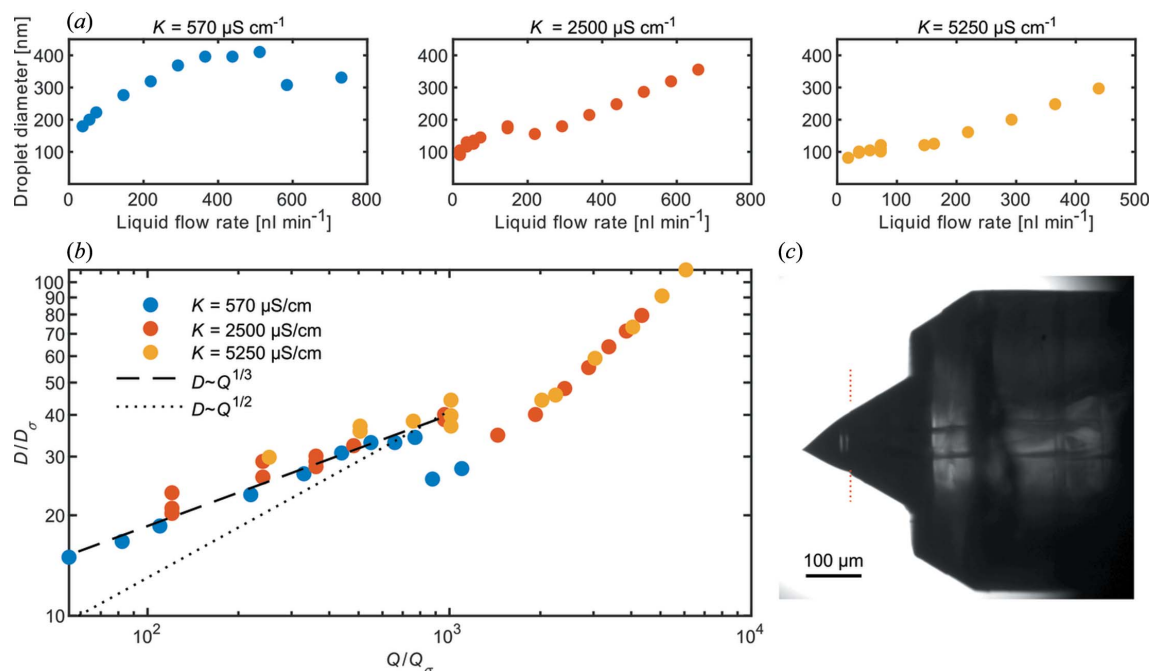 (a)
K = 570 µS cm⁻¹
K = 2500 µS cm⁻¹
K = 5250 µS cm⁻¹
Droplet diameter [nm]
400
300
200
100
0
200
400
600
800
Liquid flow rate [nl min⁻¹]
400
300
200
100
0
200
400
600
800
Liquid flow rate [nl min⁻¹]
400
300
200
100
0
100
200
300
400
500
Liquid flow rate [nl min⁻¹]
(b)
D/Dσ
100
90
80
70
60
50
40
30
20
10
K = 570 µS/cm
K = 2500 µS/cm
K = 5250 µS/cm
D~Q¹/³
D~Q¹/²
10²
10³
10⁴
Q/Qσ
(c)
100 µm